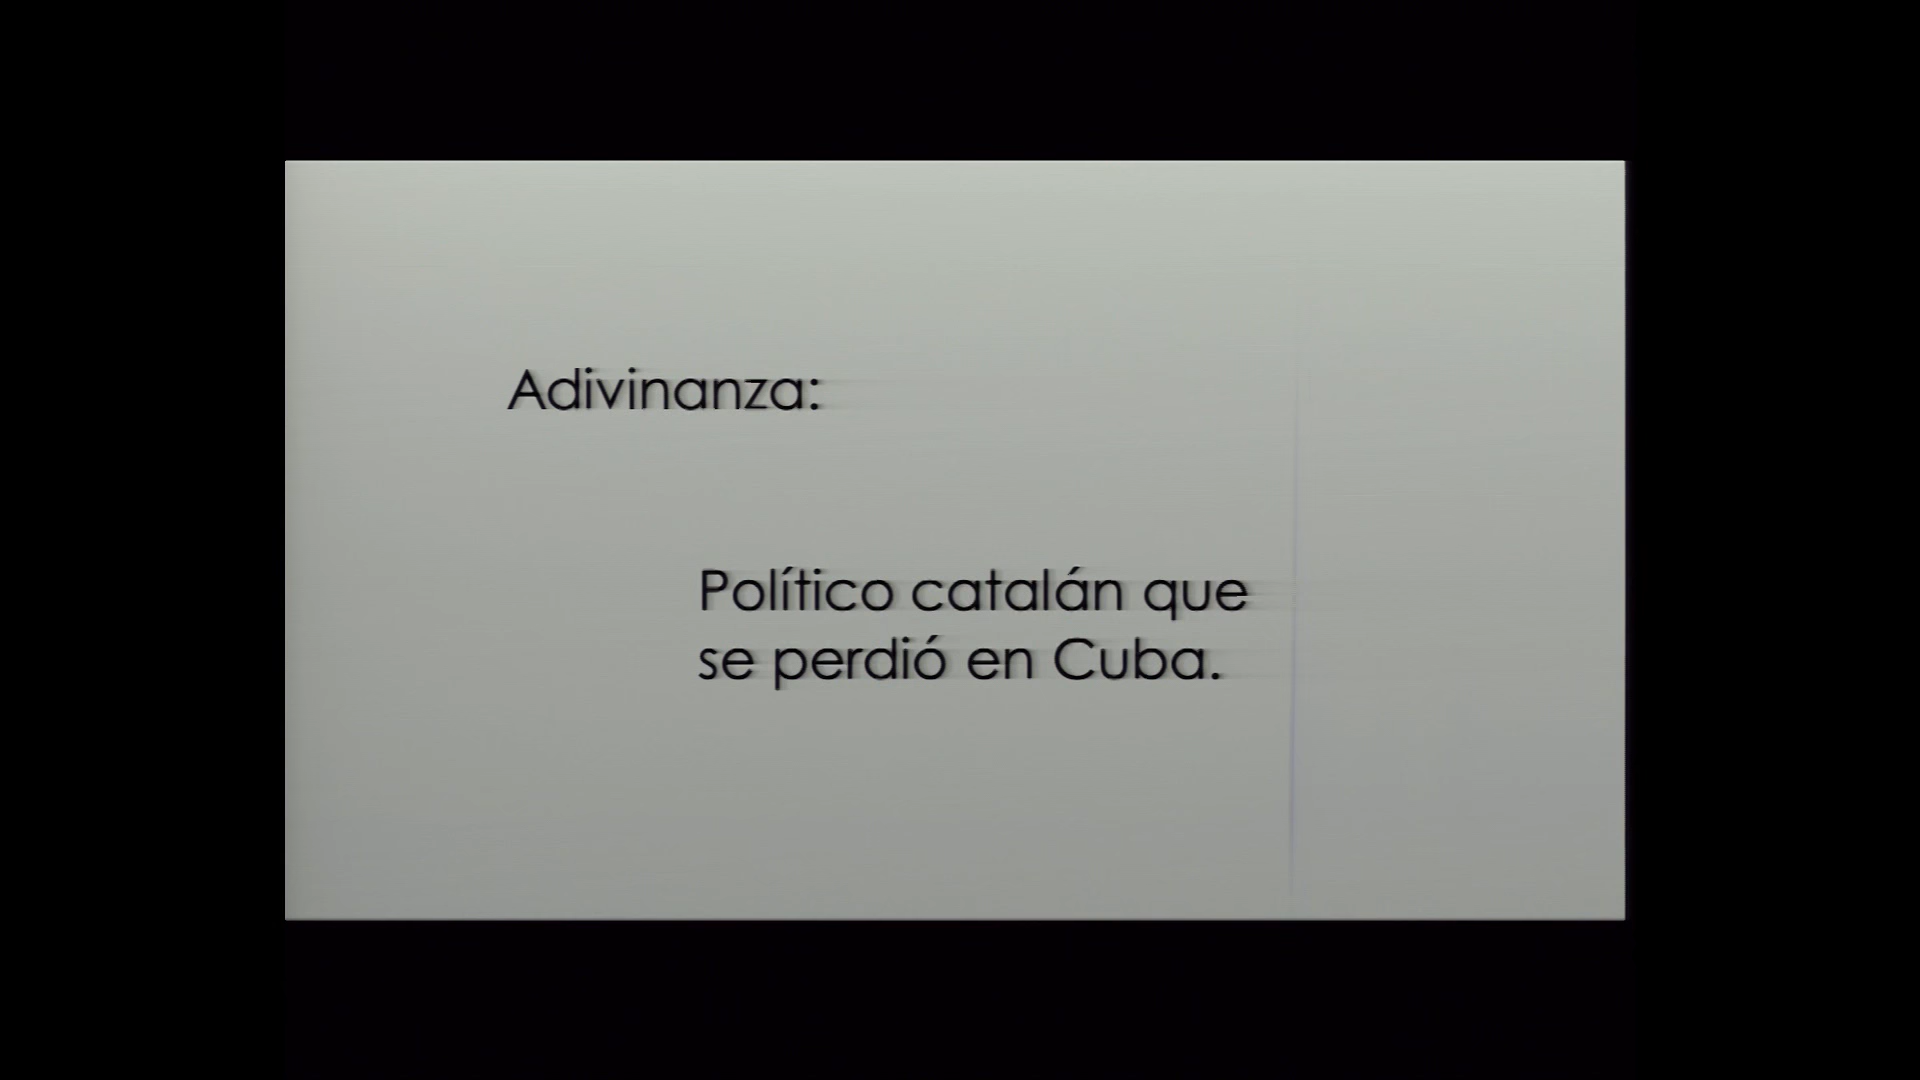 Adivinanza:
Político catalán que
se perdió en Cuba.